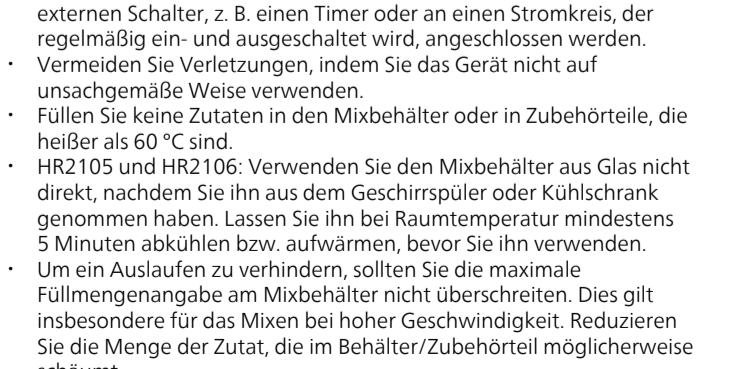 externen Schalter, z. B. einen Timer oder an einen Stromkreis, der
regelmäßig ein- und ausgeschaltet wird, angeschlossen werden.
• Vermeiden Sie Verletzungen, indem Sie das Gerät nicht auf
unsachgemäße Weise verwenden.
• Füllen Sie keine Zutaten in den Mixbehälter oder in Zubehörteile, die
heißer als 60 °C sind.
• HR2105 und HR2106: Verwenden Sie den Mixbehälter aus Glas nicht
direkt, nachdem Sie ihn aus dem Geschirrspüler oder Kühlschrank
genommen haben. Lassen Sie ihn bei Raumtemperatur mindestens
5 Minuten abkühlen bzw. aufwärmen, bevor Sie ihn verwenden.
• Um ein Auslaufen zu verhindern, sollten Sie die maximale
Füllmengenangabe am Mixbehälter nicht überschreiten. Dies gilt
insbesondere für das Mixen bei hoher Geschwindigkeit. Reduzieren
Sie die Menge der Zutat, die im Behälter/Zubehörteil möglicherweise